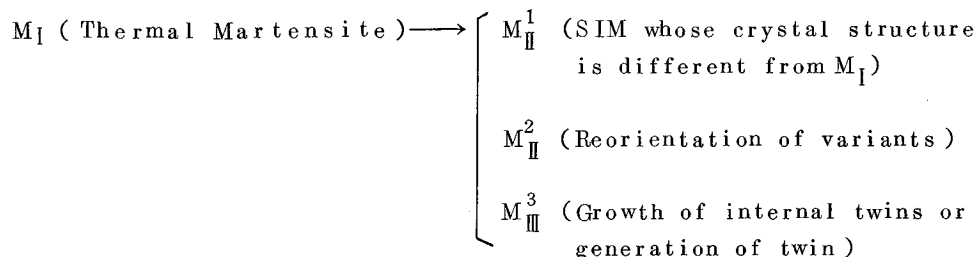 M_I (Thermal Martensite) ⟶ M_II^1 (SIM whose crystal structure
is different from M_I)
M_II^2 (Reorientation of variants)
M_III^3 (Growth of internal twins or
generation of twin)